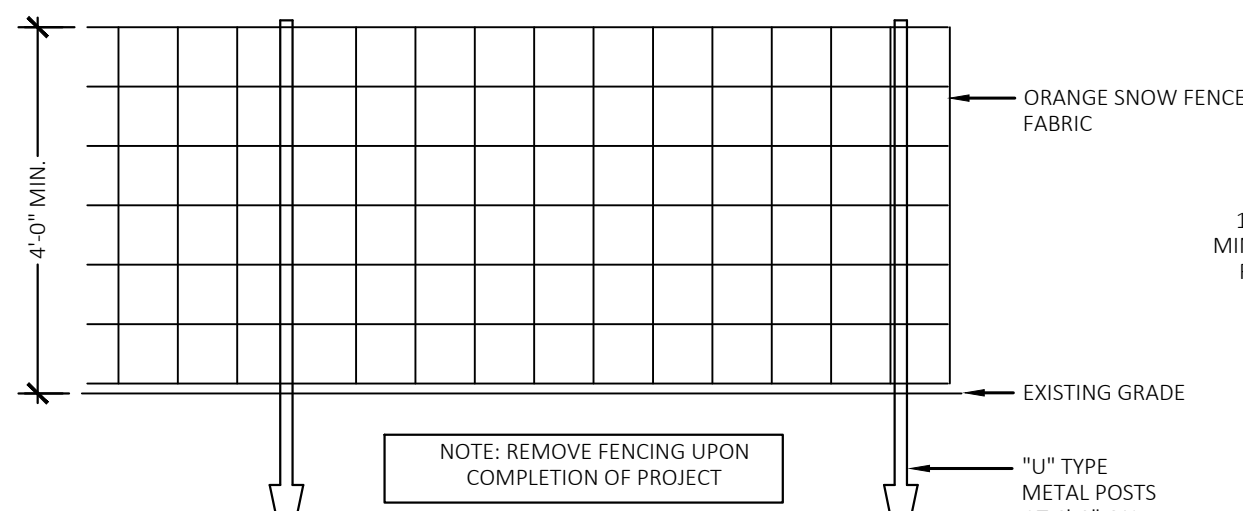 ORANGE SNOW FENCE
FABRIC
4'-0" MIN.
EXISTING GRADE
NOTE: REMOVE FENCING UPON
COMPLETION OF PROJECT
"U" TYPE
METAL POSTS